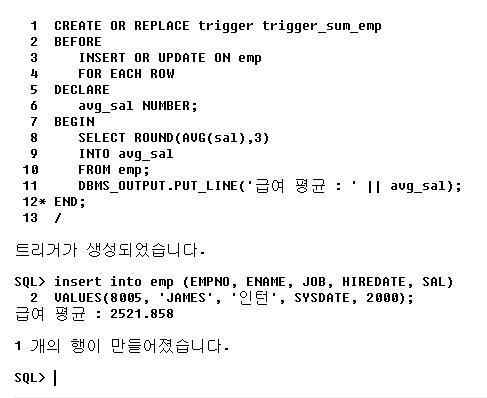 1 CREATE OR REPLACE trigger trigger_sum_emp
2 BEFORE
3 INSERT OR UPDATE ON emp
4 FOR EACH ROW
5 DECLARE
6 avg_sal NUMBER;
7 BEGIN
8 SELECT ROUND(AVG(sal),3)
9 INTO avg_sal
10 FROM emp;
11 DBMS_OUTPUT.PUT_LINE('급여 평균 : ' || avg_sal);
12* END;
13 /
트리거가 생성되었습니다.
SQL> insert into emp (EMPNO, ENAME, JOB, HIREDATE, SAL)
2 VALUES(8005, 'JAMES', '인턴', SYSDATE, 2000);
급여 평균 : 2521.858
1 개의 행이 만들어졌습니다.
SQL>